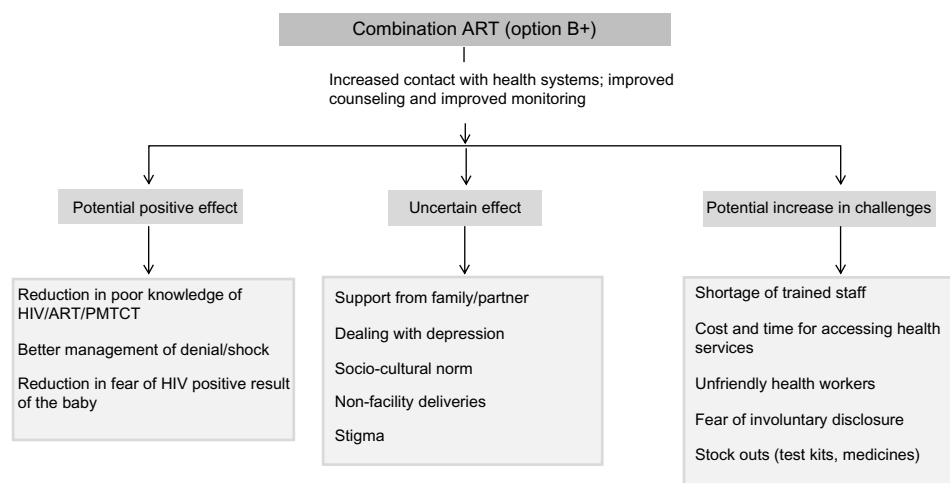 Combination ART (option B+)
Increased contact with health systems; improved
counseling and improved monitoring
Potential positive effect
Uncertain effect
Potential increase in challenges
Reduction in poor knowledge of
HIV/ART/PMTCT
Better management of denial/shock
Reduction in fear of HIV positive result
of the baby
Support from family/partner
Dealing with depression
Socio-cultural norm
Non-facility deliveries
Stigma
Shortage of trained staff
Cost and time for accessing health
services
Unfriendly health workers
Fear of involuntary disclosure
Stock outs (test kits, medicines)